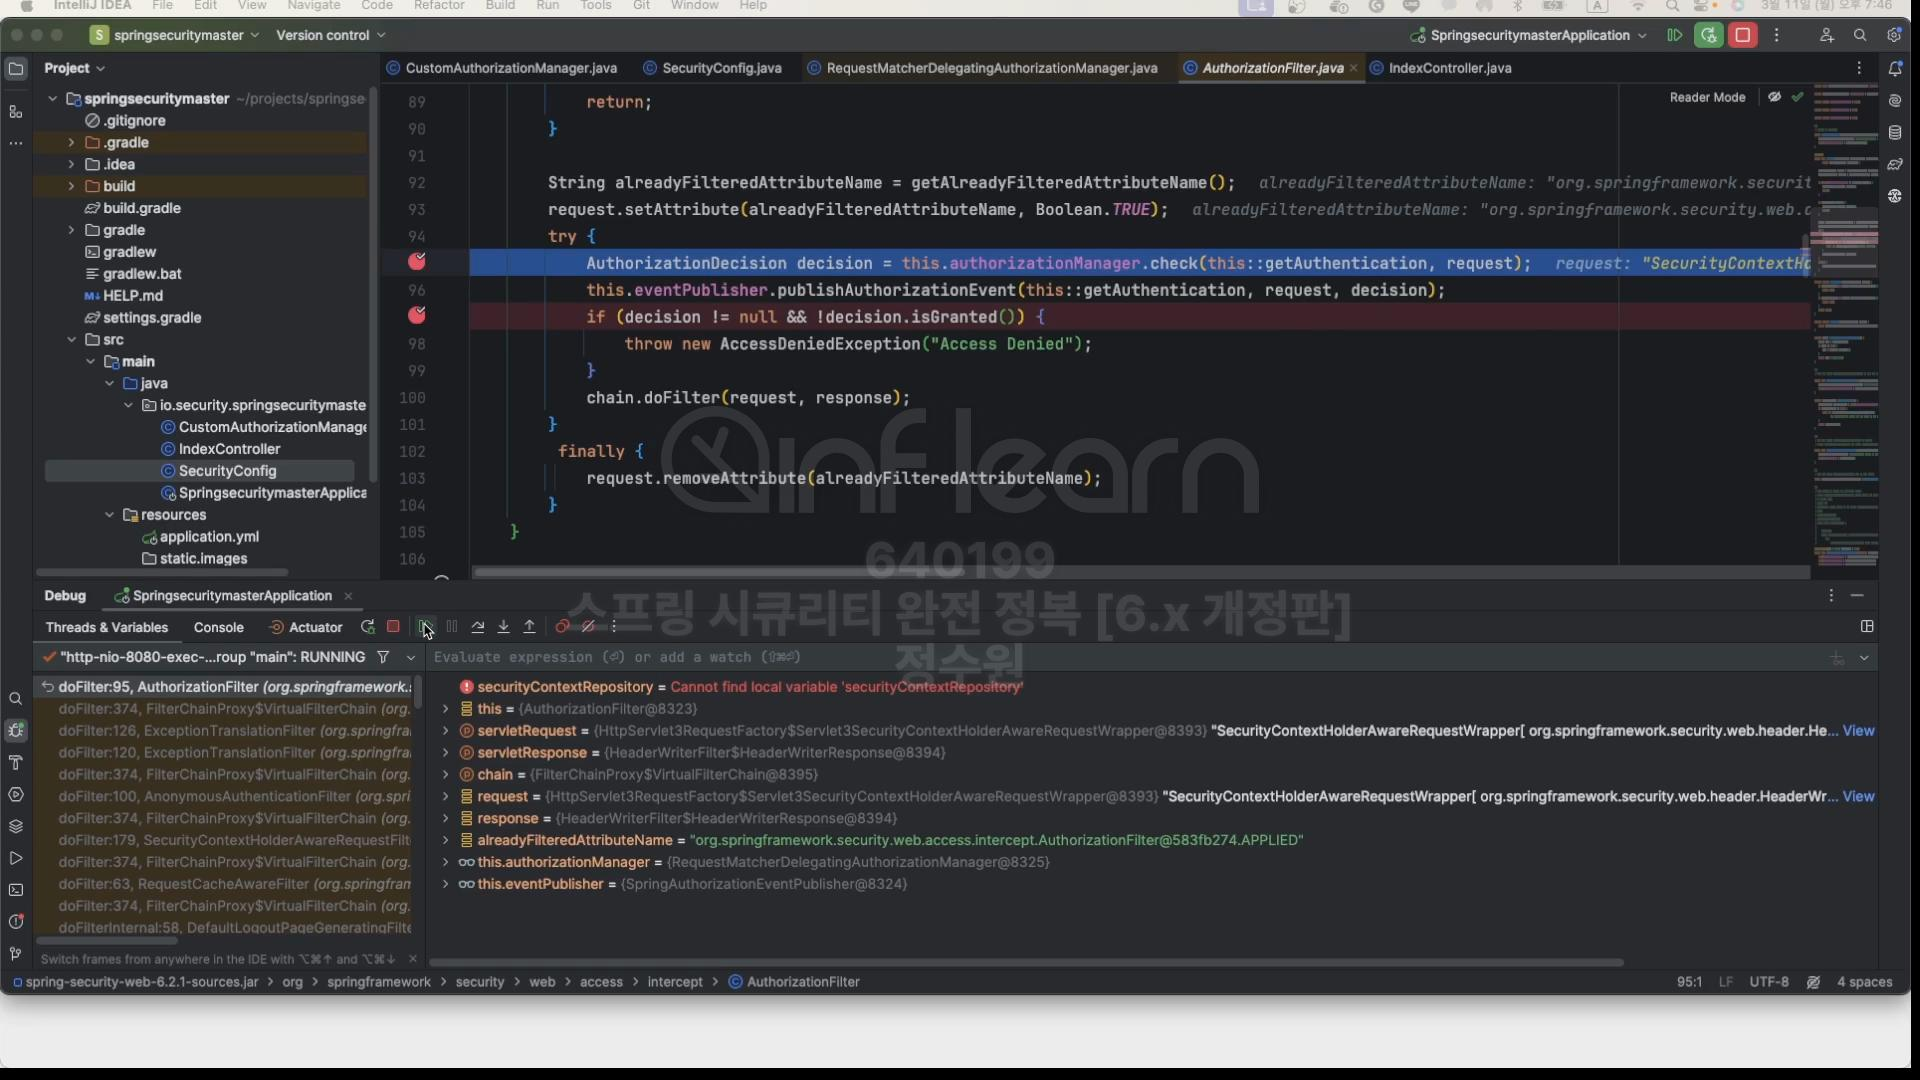 IntelliJ IDEA File Edit View Navigate Code Refactor Build Run Tools Git Window Help
3월 11일 (월) 오후 7:46
S springsecuritymaster Version control SpringsecuritymasterApplication
Project
CustomAuthorizationManager.java SecurityConfig.java RequestMatcherDelegatingAuthorizationManager.java AuthorizationFilter.java IndexController.java
Reader Mode
springsecuritymaster ~/projects/springse
.gitignore
.gradle
.idea
build
build.gradle
gradle
gradlew
gradlew.bat
HELP.md
settings.gradle
src
main
java
io.security.springsecuritymaste
CustomAuthorizationManage
IndexController
SecurityConfig
SpringsecuritymasterApplica
resources
application.yml
static.images
89 return;
90 }
91
92 String alreadyFilteredAttributeName = getAlreadyFilteredAttributeName(); alreadyFilteredAttributeName: "org.springframework.securit
93 request.setAttribute(alreadyFilteredAttributeName, Boolean.TRUE); alreadyFilteredAttributeName: "org.springframework.security.web.
94 try {
AuthorizationDecision decision = this.authorizationManager.check(this::getAuthentication, request); request: "SecurityContextH
96 this.eventPublisher.publishAuthorizationEvent(this::getAuthentication, request, decision);
if (decision != null && !decision.isGranted()) {
98 throw new AccessDeniedException("Access Denied");
99 }
100 chain.doFilter(request, response);
101 }
102 finally {
103 request.removeAttribute(alreadyFilteredAttributeName);
104 }
105 }
106
inflearn
640199
스프링 시큐리티 완전 정복 [6.x 개정판]
정수원
Debug SpringsecuritymasterApplication
Threads & Variables Console Actuator
"http-nio-8080-exec-...roup "main": RUNNING
Evaluate expression (⏎) or add a watch (⇧⌘⏎)
doFilter:95, AuthorizationFilter (org.springframework.
doFilter:374, FilterChainProxy$VirtualFilterChain (org.
doFilter:126, ExceptionTranslationFilter (org.springfra
doFilter:120, ExceptionTranslationFilter (org.springfra
doFilter:374, FilterChainProxy$VirtualFilterChain (org.
doFilter:100, AnonymousAuthenticationFilter (org.spri
doFilter:374, FilterChainProxy$VirtualFilterChain (org.
doFilter:179, SecurityContextHolderAwareRequestFilt
doFilter:374, FilterChainProxy$VirtualFilterChain (org.
doFilter:63, RequestCacheAwareFilter (org.springfram
doFilter:374, FilterChainProxy$VirtualFilterChain (org.
doFilterInternal:58, DefaultLogoutPageGeneratingFilte
Switch frames from anywhere in the IDE with ⌥⌘↑ and ⌥⌘↓
securityContextRepository = Cannot find local variable 'securityContextRepository'
this = {AuthorizationFilter@8323}
servletRequest = {HttpServlet3RequestFactory$Servlet3SecurityContextHolderAwareRequestWrapper@8393} "SecurityContextHolderAwareRequestWrapper[ org.springframework.security.web.header.He... View
servletResponse = {HeaderWriterFilter$HeaderWriterResponse@8394}
chain = {FilterChainProxy$VirtualFilterChain@8395}
request = {HttpServlet3RequestFactory$Servlet3SecurityContextHolderAwareRequestWrapper@8393} "SecurityContextHolderAwareRequestWrapper[ org.springframework.security.web.header.HeaderWr... View
response = {HeaderWriterFilter$HeaderWriterResponse@8394}
alreadyFilteredAttributeName = "org.springframework.security.web.access.intercept.AuthorizationFilter@583fb274.APPLIED"
this.authorizationManager = {RequestMatcherDelegatingAuthorizationManager@8325}
this.eventPublisher = {SpringAuthorizationEventPublisher@8324}
spring-security-web-6.2.1-sources.jar > org > springframework > security > web > access > intercept > AuthorizationFilter
95:1 LF UTF-8 4 spaces